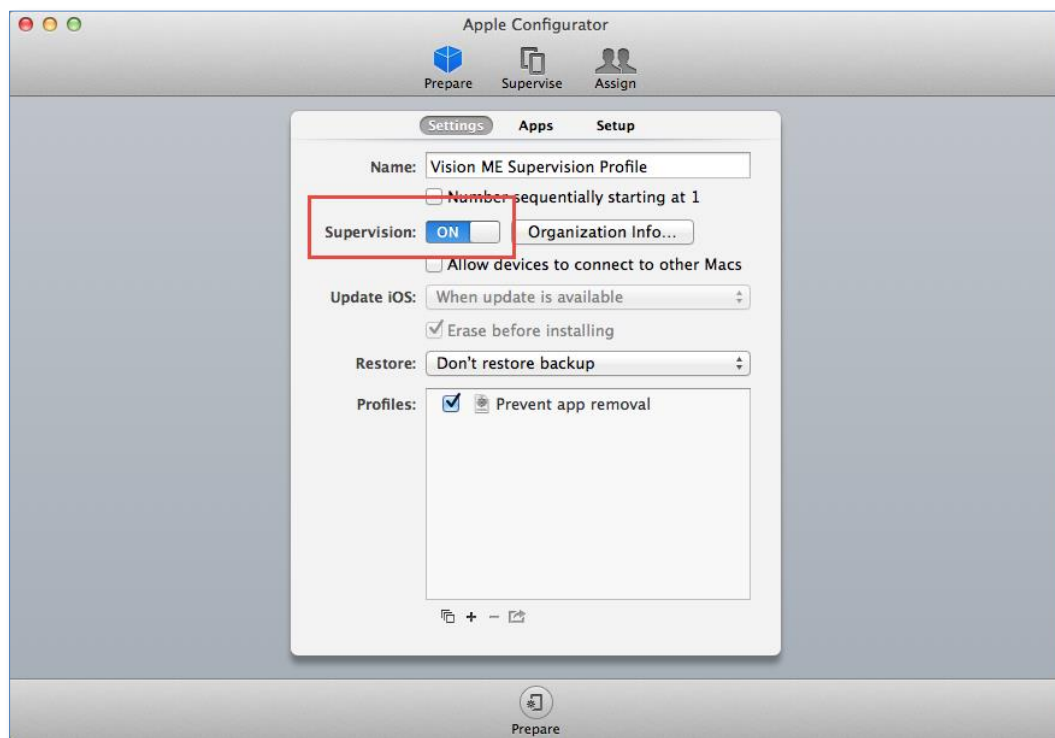 Apple Configurator
Prepare Supervise Assign
Settings Apps Setup
Name: Vision ME Supervision Profile
Number sequentially starting at 1
Supervision: ON Organization Info...
Allow devices to connect to other Macs
Update iOS: When update is available
Erase before installing
Restore: Don't restore backup
Profiles: Prevent app removal
Prepare